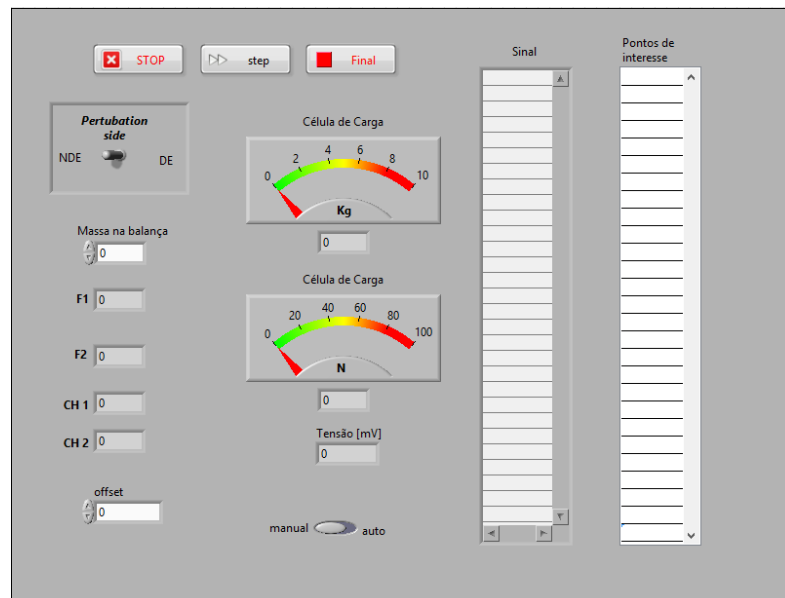 STOP
step
Final
Sinal
Pontos de
interesse
Pertubation
side
NDE
DE
Célula de Carga
0
2
4
6
8
10
Kg
0
Massa na balança
0
Célula de Carga
0
20
40
60
80
100
N
0
F1 0
F2 0
CH 1 0
CH 2 0
Tensão [mV]
0
offset
0
manual
auto